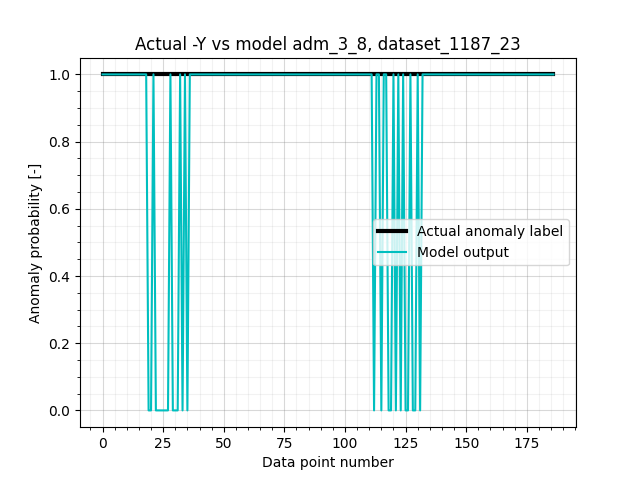 Actual -Y vs model adm_3_8, dataset_1187_23
1.0
0.8
0.6
0.4
0.2
0.0
Anomaly probability [-]
Actual anomaly label
Model output
0 25 50 75 100 125 150 175
Data point number